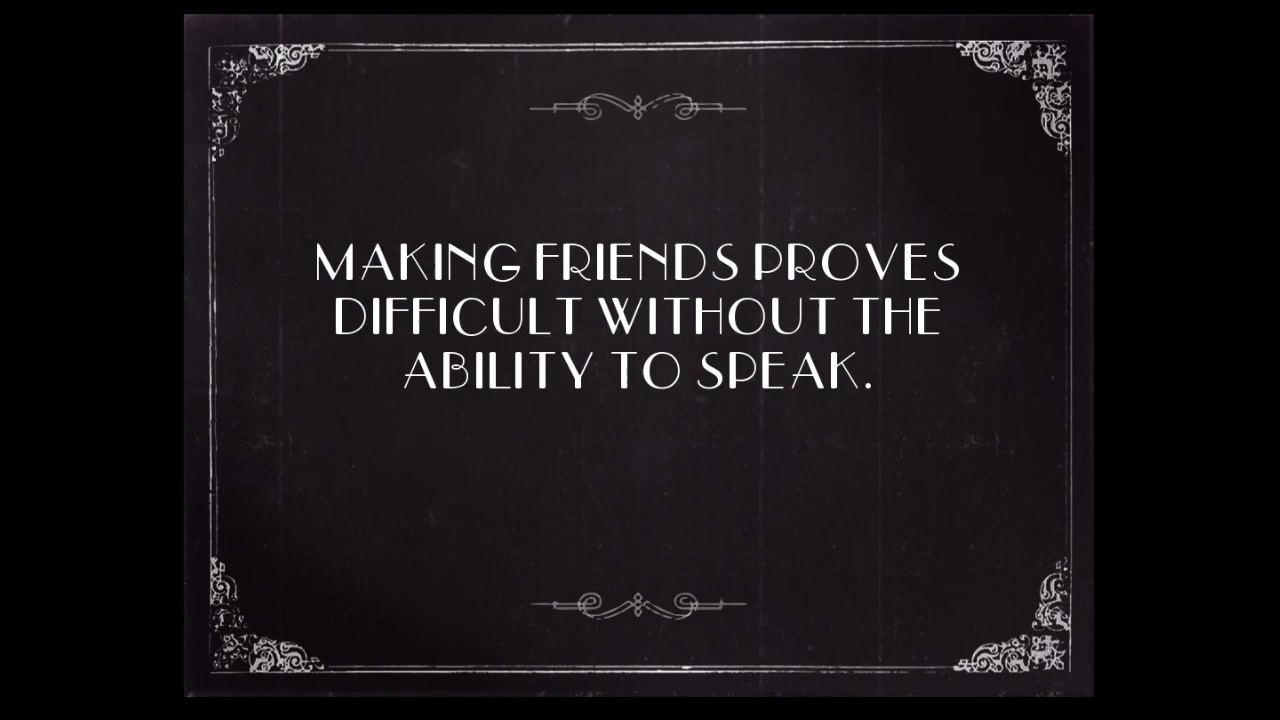 MAKING FRIENDS PROVES
DIFFICULT WITHOUT THE
ABILITY TO SPEAK.